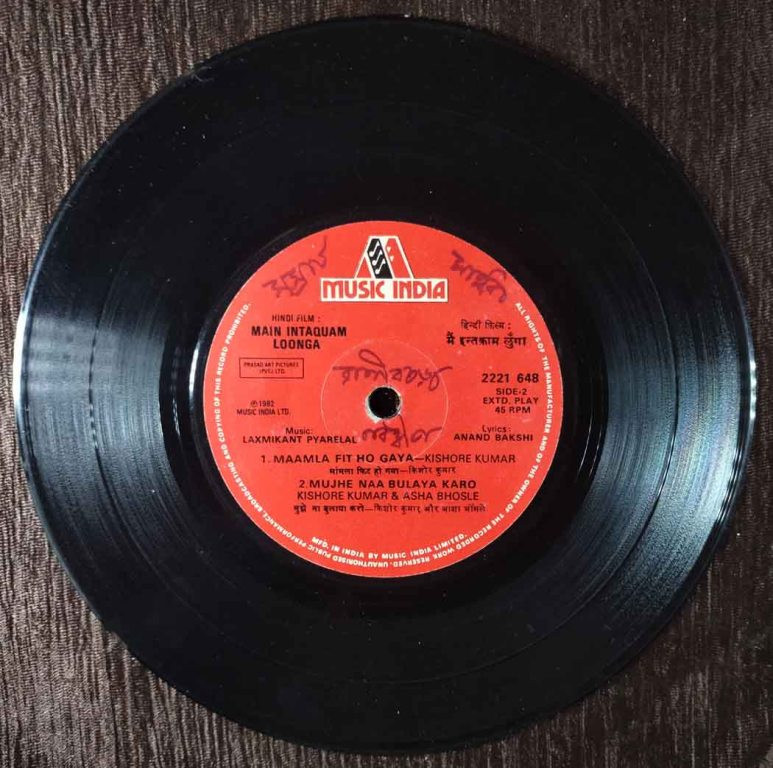 MUSIC INDIA
HINDI FILM :
MAIN INTAQUAM
LOONGA
हिन्दी फिल्म :
मैं इन्तक़ाम लुँगा
PRASAD ART PICTURES
(PVT) LTD.
2221 648
SIDE-2
EXTD. PLAY
45 RPM
℗1982
MUSIC INDIA LTD.
Music:
LAXMIKANT PYARELAL
Lyrics:
ANAND BAKSHI
1. MAAMLA FIT HO GAYA—KISHORE KUMAR
मामला फिट हो गया—किशोर कुमार
2.MUJHE NAA BULAYA KARO
KISHORE KUMAR & ASHA BHOSLE
मुझे ना बुलाया करो—किशोर कुमार और आशा भोंसले
ALL RIGHTS OF THE MANUFACTURER AND OF THE OWNER OF THE RECORDED WORK RESERVED. UNAUTHORISED PUBLIC PERFORMANCE, BROADCASTING AND COPYING OF THIS RECORD PROHIBITED.
MFD. IN INDIA BY MUSIC INDIA LIMITED.